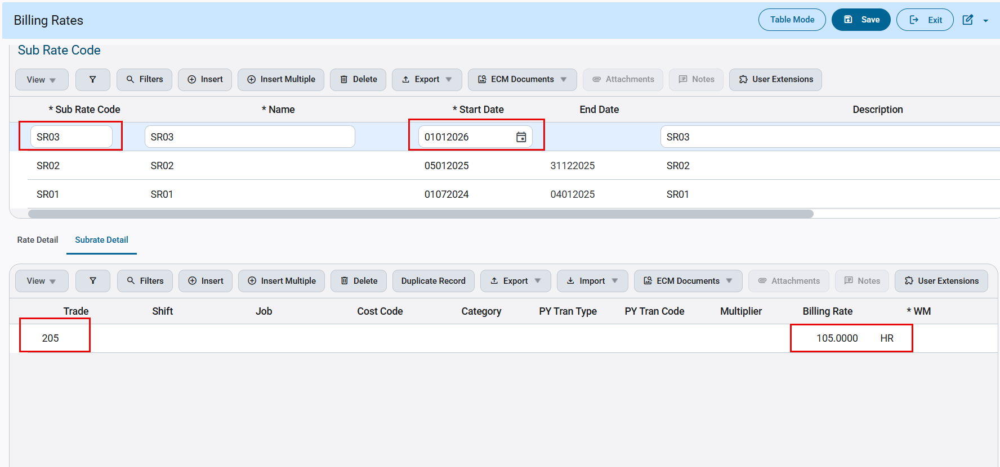 Billing Rates Table Mode Save Exit
Sub Rate Code
View Filters Insert Insert Multiple Delete Export ECM Documents Attachments Notes User Extensions
* Sub Rate Code * Name * Start Date End Date Description
SR03 SR03 01012026 SR03
SR02 SR02 05012025 31122025 SR02
SR01 SR01 01072024 04012025 SR01
Rate Detail Subrate Detail
View Filters Insert Insert Multiple Delete Duplicate Record Export Import ECM Documents Attachments Notes User Extensions
Trade Shift Job Cost Code Category PY Tran Type PY Tran Code Multiplier Billing Rate * WM
205 105.0000 HR